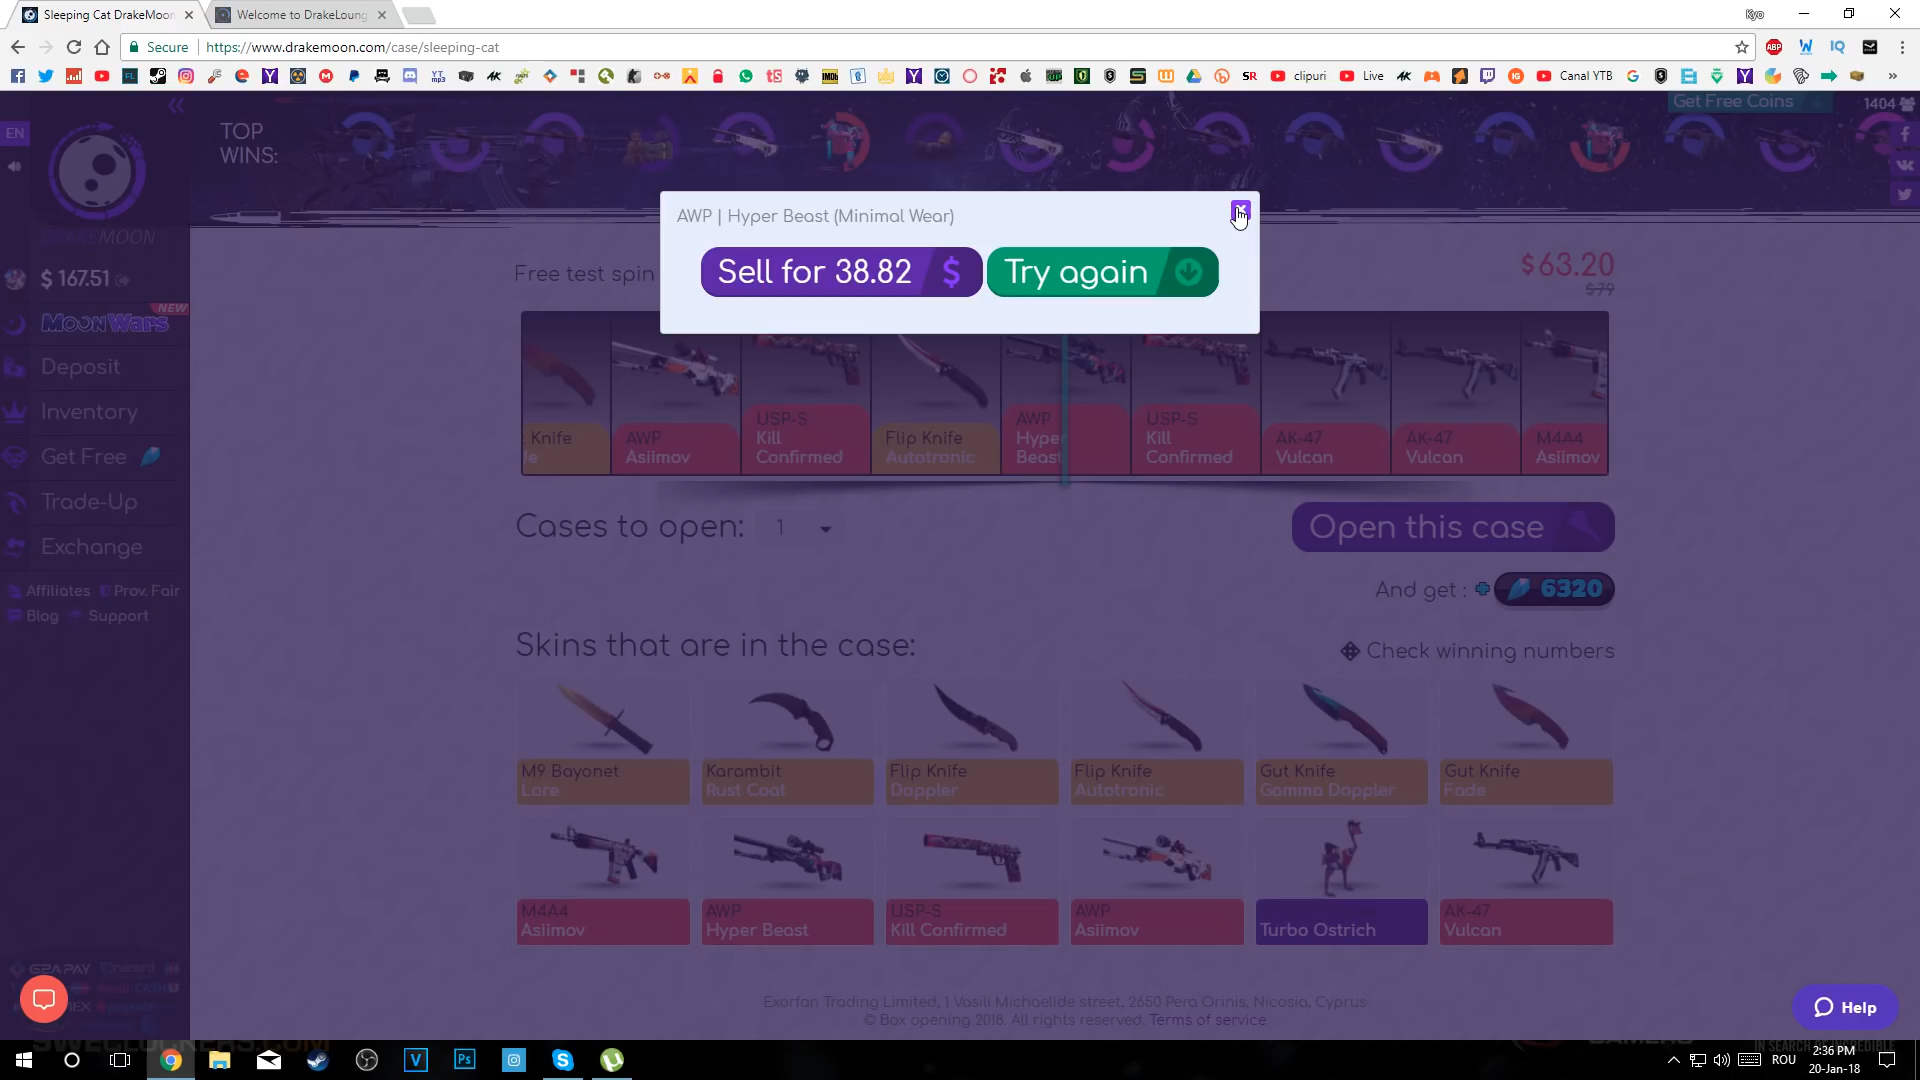 Sleeping Cat DrakeMoon
Welcome to DrakeLoung
Kyo
Secure
https://www.drakemoon.com/case/sleeping-cat
clipuri
Live
Canal YTB
EN
TOP
WINS:
Get Free Coins
1404
DRAKEMOON
$ 167.51
NEW
MOONWARS
Deposit
Inventory
Get Free
Trade-Up
Exchange
Affiliates
Prov. Fair
Blog
Support
AWP | Hyper Beast (Minimal Wear)
Sell for 38.82 $
Try again
Free test spin
$63.20
$79
Knife
AWP
Asiimov
USP-S
Kill
Confirmed
Flip Knife
Autotronic
AWP
Hyper
Beast
USP-S
Kill
Confirmed
AK-47
Vulcan
AK-47
Vulcan
M4A4
Asiimov
Cases to open: 1
Open this case
And get : 6320
Skins that are in the case:
Check winning numbers
M9 Bayonet
Lore
Karambit
Rust Coat
Flip Knife
Doppler
Flip Knife
Autotronic
Gut Knife
Gamma Doppler
Gut Knife
Fade
M4A4
Asiimov
AWP
Hyper Beast
USP-S
Kill Confirmed
AWP
Asiimov
Turbo Ostrich
AK-47
Vulcan
G2A PAY
Exorfan Trading Limited, 1 Vasili Michaelide street, 2650 Pera Orinis, Nicosia, Cyprus
© Box opening 2018. All rights reserved. Terms of service
Help
ROU
2:36 PM
20-Jan-18